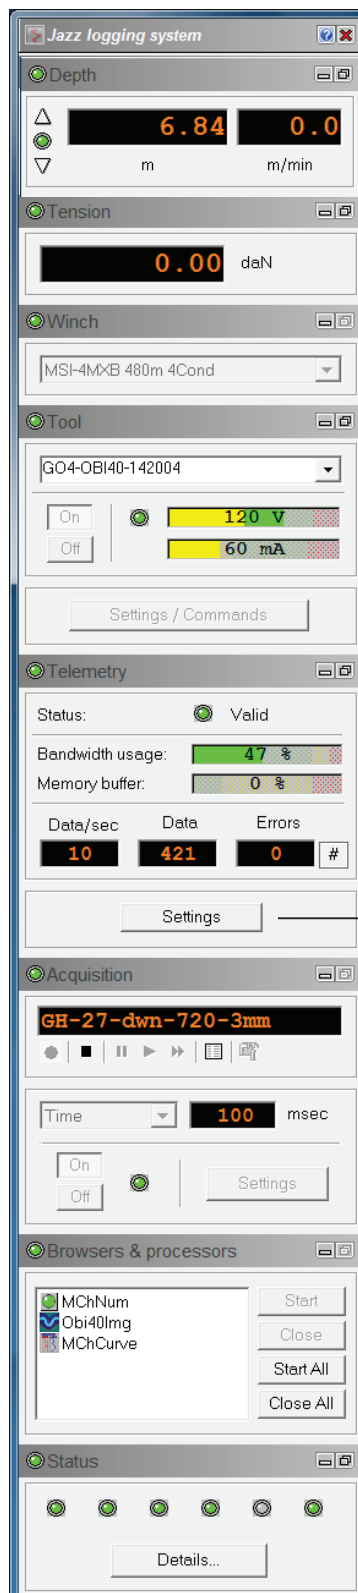 Jazz logging system
Depth
6.84 0.0
m m/min
Tension
0.00 daN
Winch
MSI-4MXB 480m 4Cond
Tool
GO4-OBI40-142004
On 120 V
Off 60 mA
Settings / Commands
Telemetry
Status: Valid
Bandwidth usage: 47 %
Memory buffer: 0 %
Data/sec Data Errors
10 421 0 #
Settings
Acquisition
GH-27-dwn-720-3mm
Time 100 msec
On
Off Settings
Browsers & processors
MChNum Start
Obi40Img Close
MChCurve Start All
Close All
Status
Details...